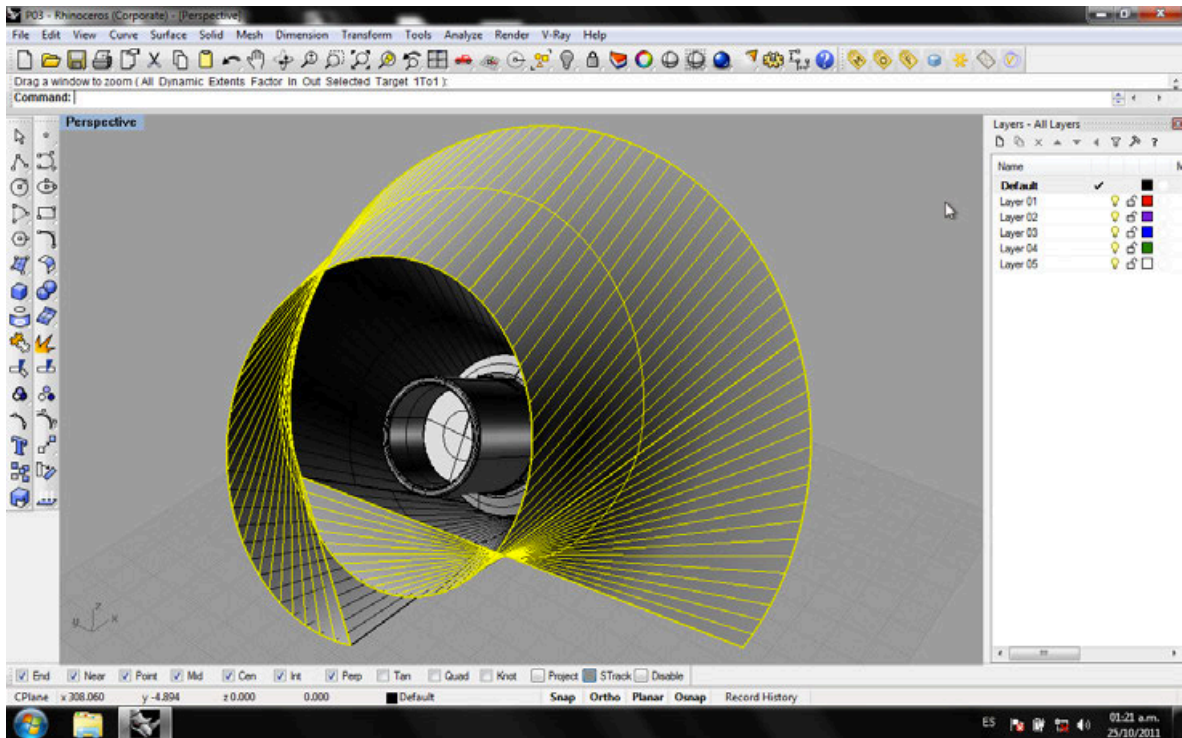 P03 - Rhinoceros (Corporate) - [Perspective]
File Edit View Curve Surface Solid Mesh Dimension Transform Tools Analyze Render V-Ray Help
Drag a window to zoom ( All Dynamic Extents Factor In Out Selected Target 1To1 ):
Command:
Perspective
Layers - All Layers
Name M
Default
Layer 01
Layer 02
Layer 03
Layer 04
Layer 05
z
y x
End Near Point Mid Cen Int Perp Tan Quad Knot Project STrack Disable
CPlane x 308.060 y -4.894 z 0.000 0.000 Default Snap Ortho Planar Osnap Record History
ES 01:21 a.m.
25/10/2011